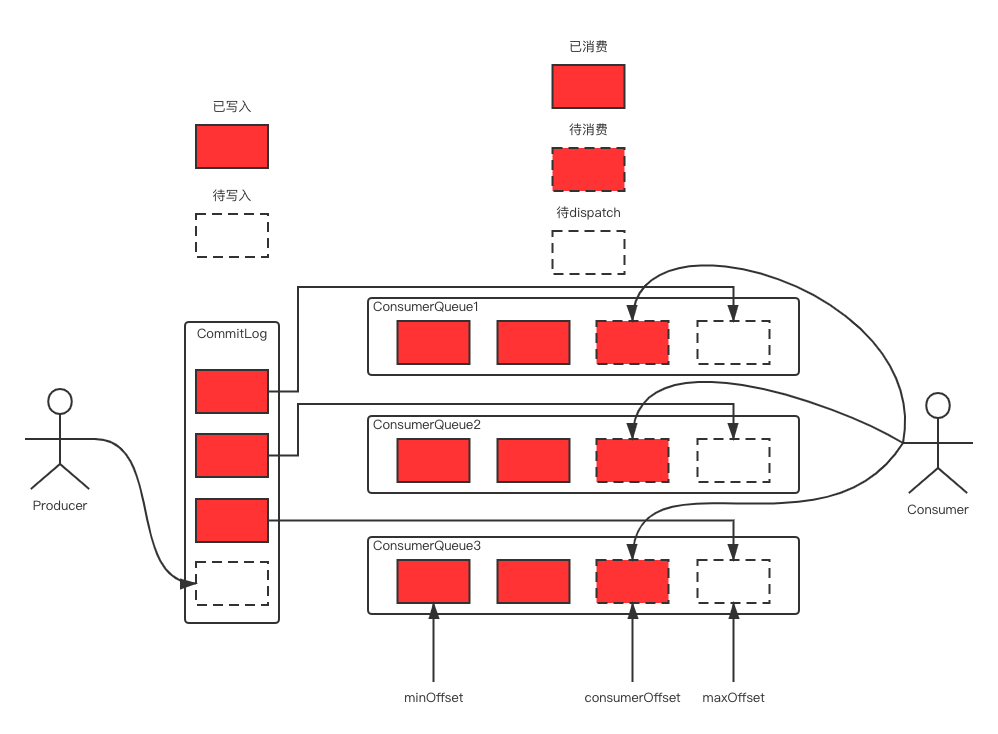 已消费
已写入
待消费
待写入
待dispatch
ConsumerQueue1
CommitLog
ConsumerQueue2
Producer
Consumer
ConsumerQueue3
minOffset
consumerOffset
maxOffset